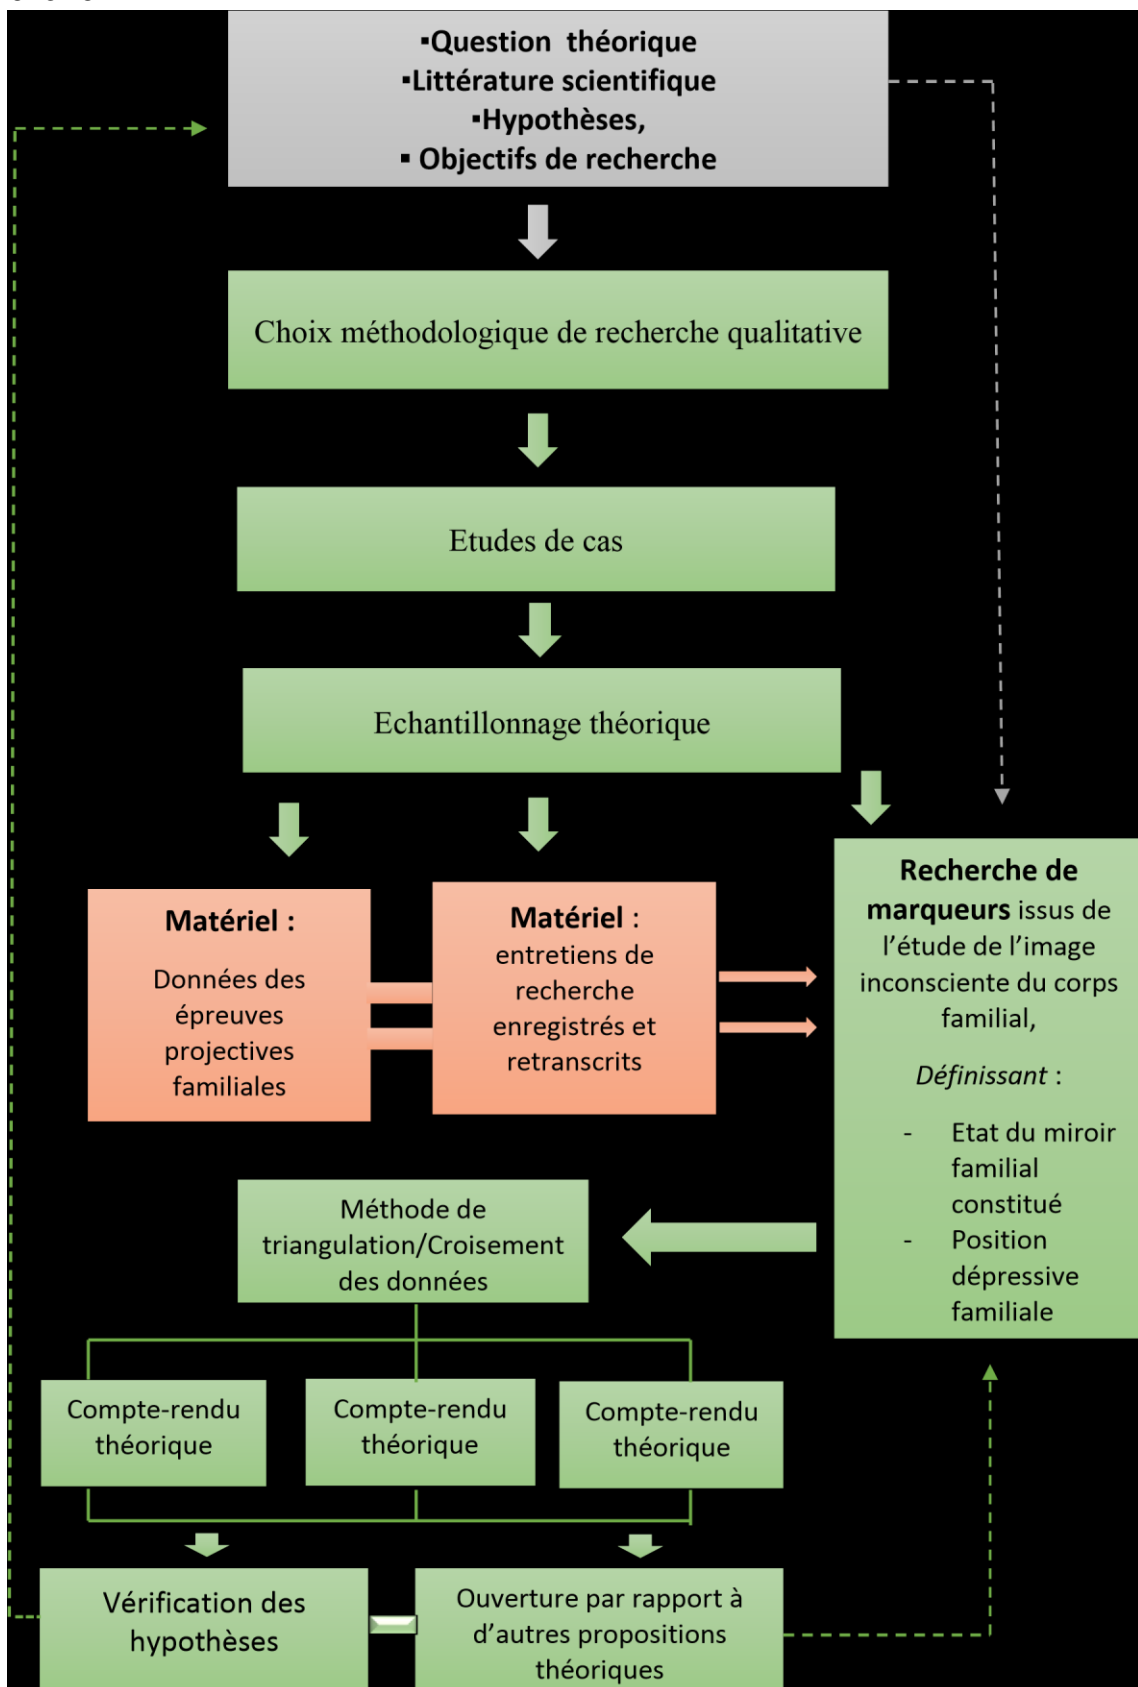 ▪Question théorique
▪Littérature scientifique
▪Hypothèses,
▪ Objectifs de recherche
Choix méthodologique de recherche qualitative
Etudes de cas
Echantillonnage théorique
Matériel :
Données des
épreuves
projectives
familiales
Matériel :
entretiens de
recherche
enregistrés et
retranscrits
Recherche de
marqueurs issus de
l’étude de l’image
inconsciente du corps
familial,
Définissant :
- Etat du miroir
familial
constitué
- Position
dépressive
familiale
Méthode de
triangulation/Croisement
des données
Compte-rendu
théorique
Compte-rendu
théorique
Compte-rendu
théorique
Vérification des
hypothèses
Ouverture par rapport à
d’autres propositions
théoriques